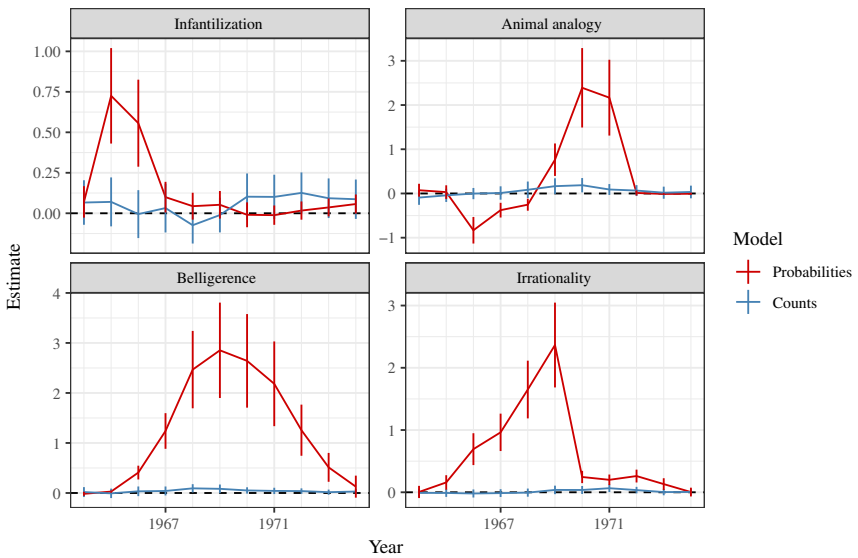 Infantilization
Animal analogy
1.00
0.75
0.50
0.25
0.00
3
2
1
0
−1
Estimate
Belligerence
Irrationality
4
3
2
1
0
3
2
1
0
1967
1971
1967
1971
Year
Model
Probabilities
Counts